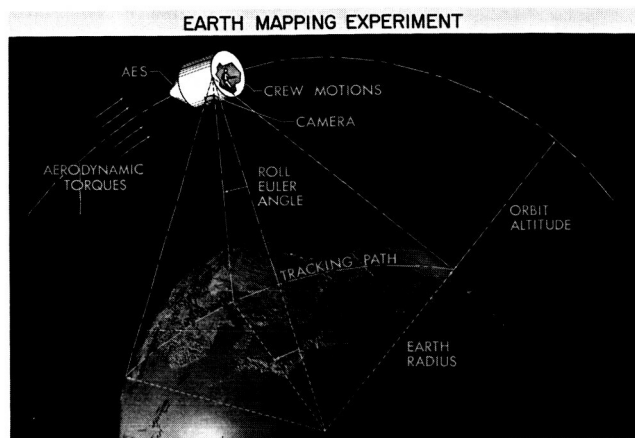 EARTH MAPPING EXPERIMENT
AES
CREW MOTIONS
CAMERA
AERODYNAMIC
TORQUES
ROLL
EULER
ANGLE
ORBIT
ALTITUDE
TRACKING PATH
EARTH
RADIUS